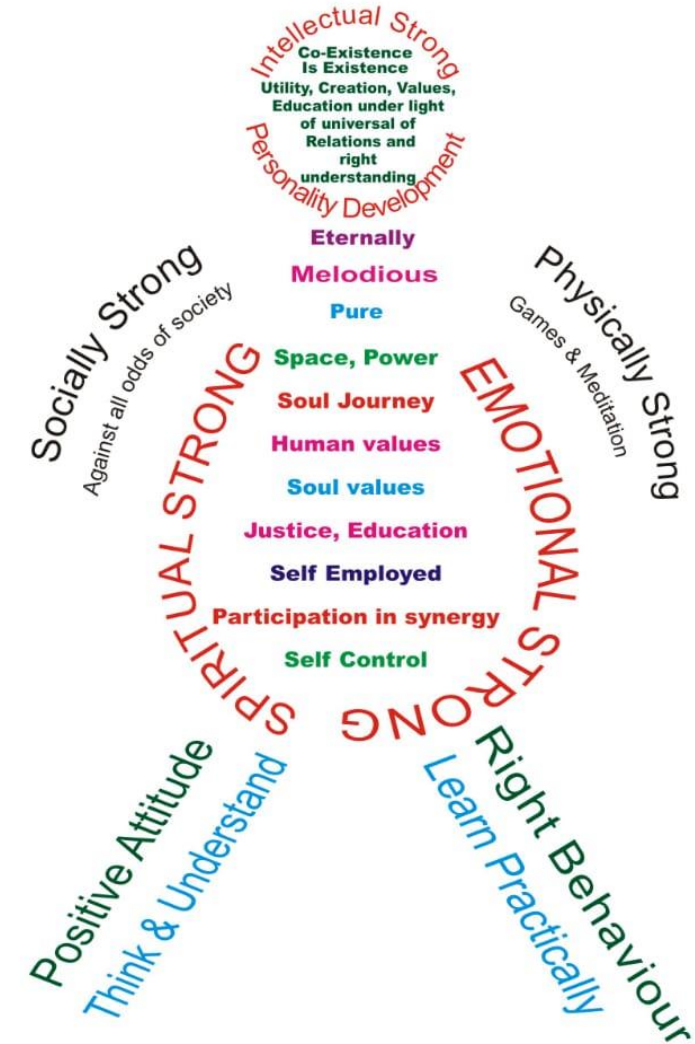 Intellectual Strong
Co-Existence
Is Existence
Utility, Creation, Values,
Education under light
of universal of
Relations and
right
understanding
Personality Development
Eternally
Melodious
Pure
Space, Power
Soul Journey
Human values
Soul values
Justice, Education
Self Employed
Participation in synergy
Self Control
Socially Strong
Against all odds of society
Physically Strong
Games & Meditation
SPIRITUAL STRONG
EMOTIONAL STRONG
Positive Attitude
Think & Understand
Learn Practically
Right Behaviour